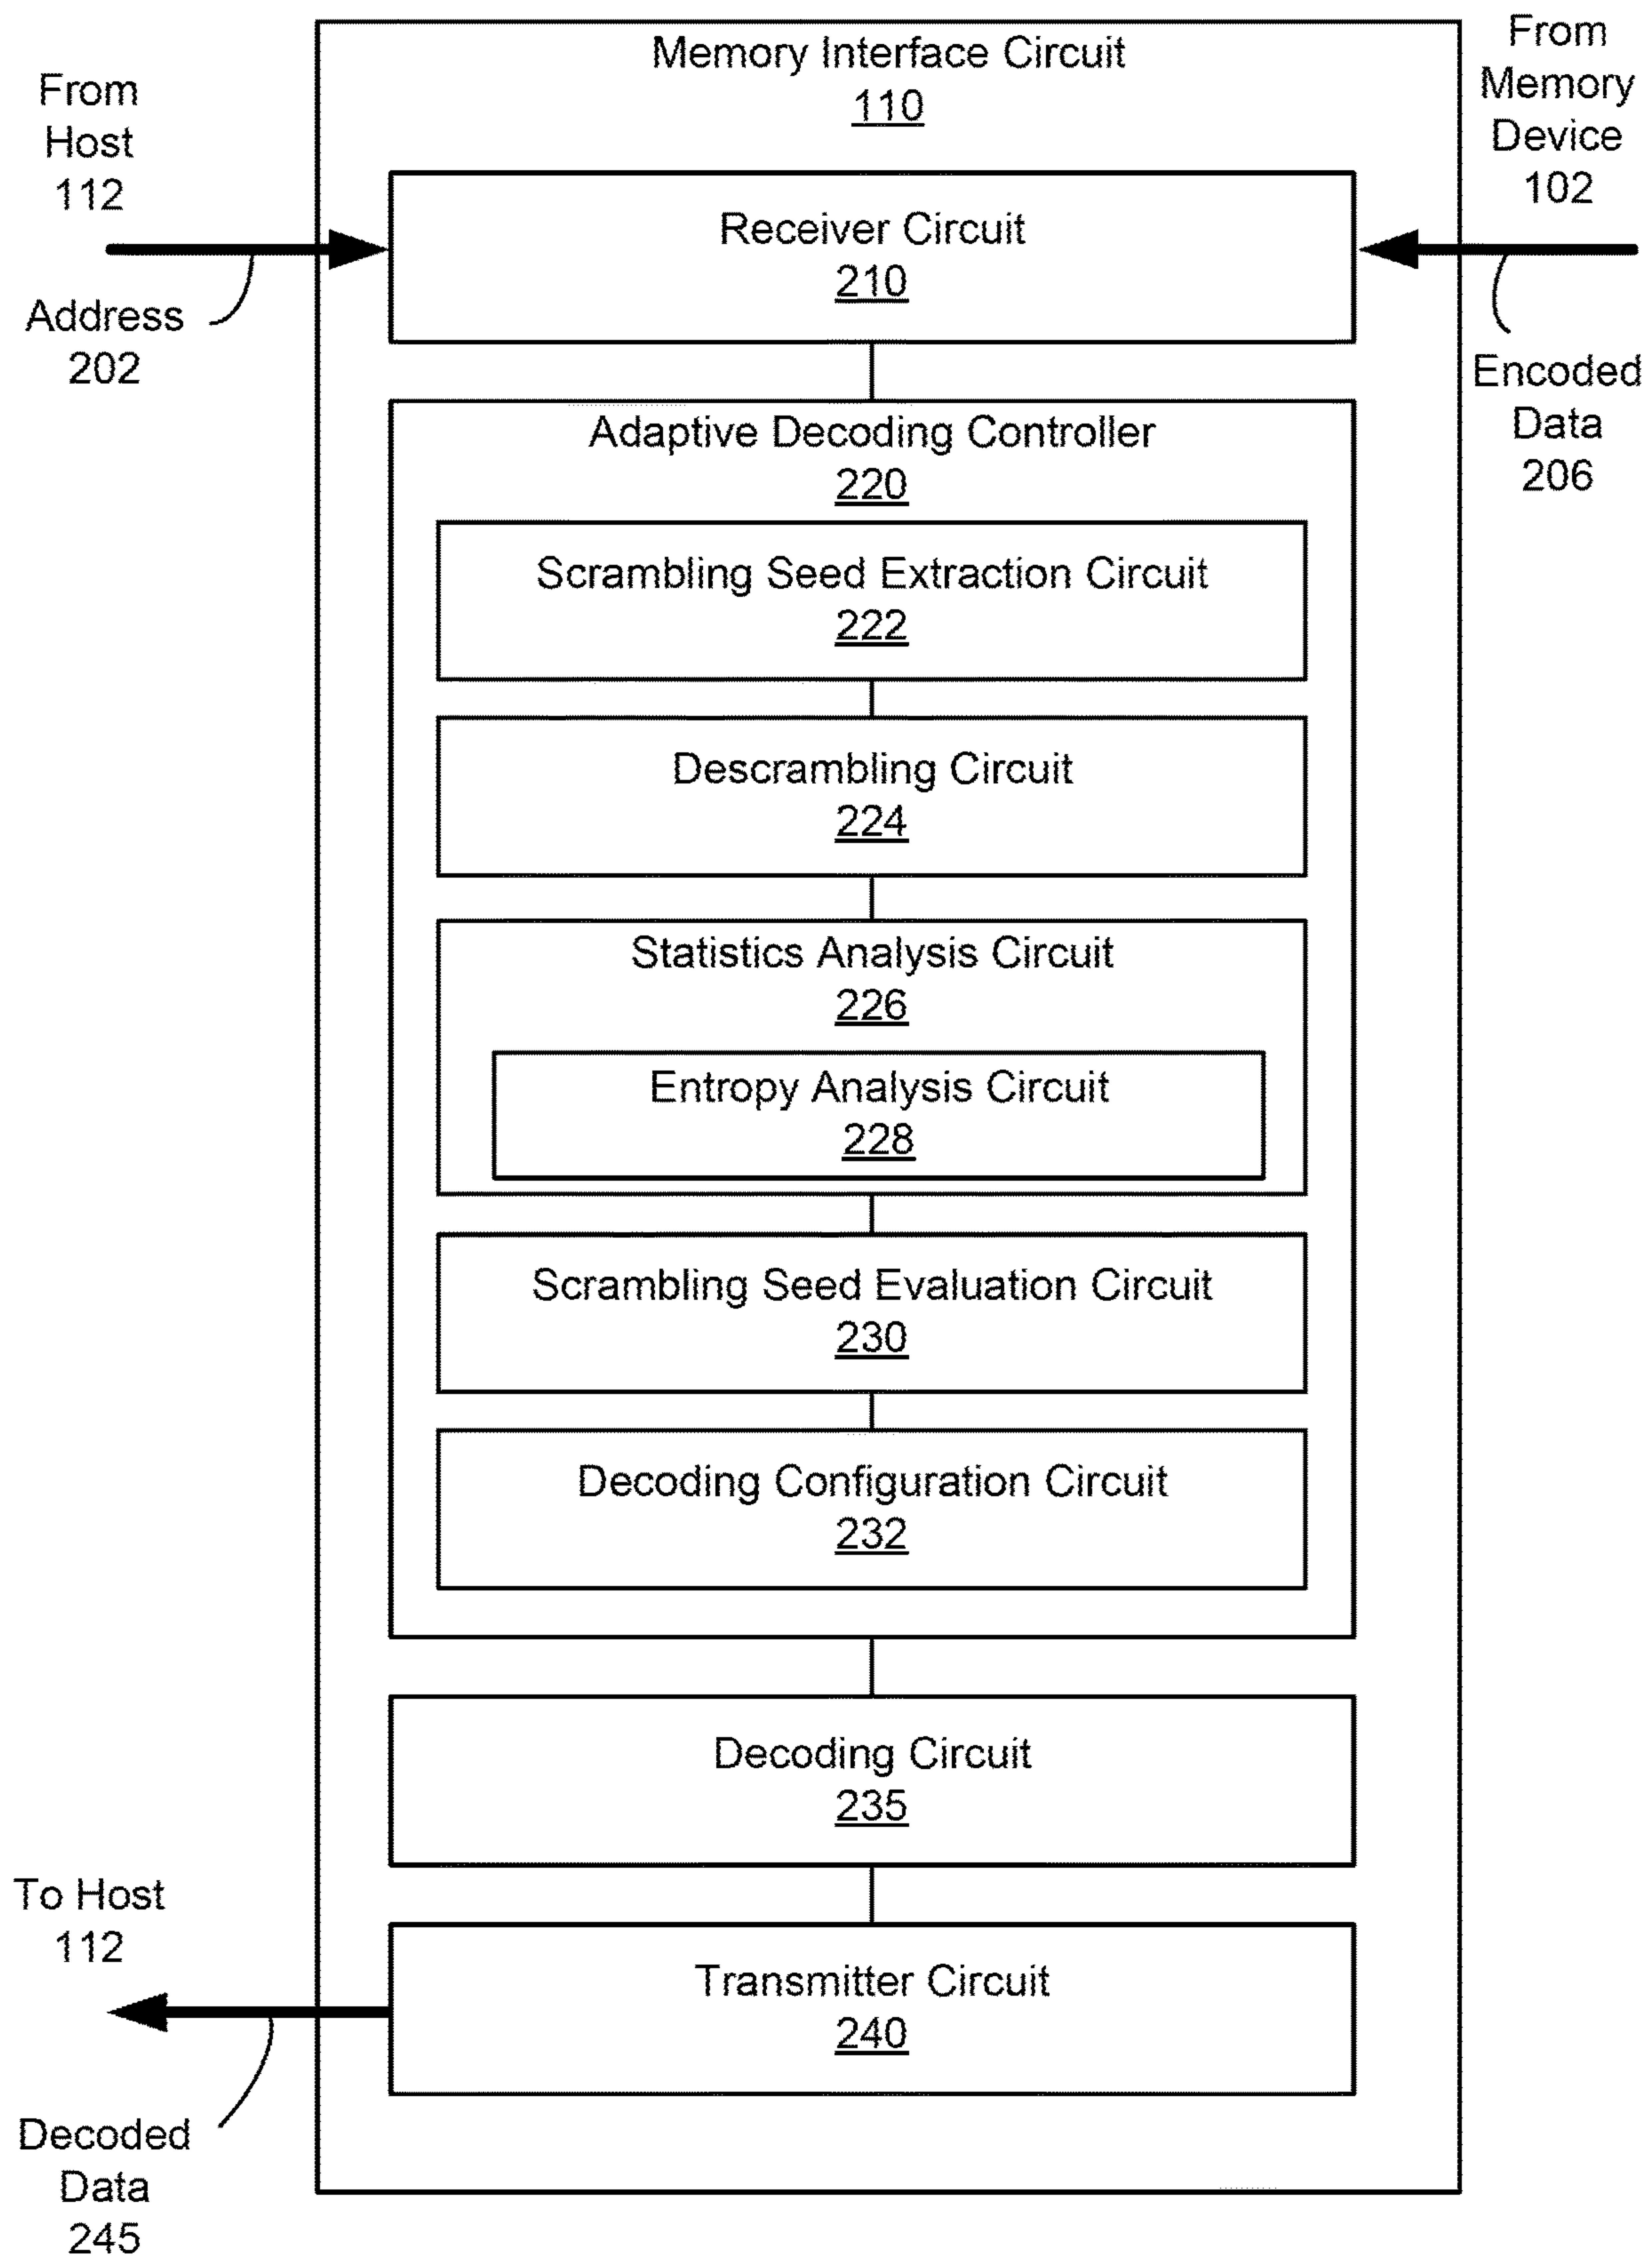 Memory Interface Circuit
110
From
Host
112
Address
202
From
Memory
Device
102
Encoded
Data
206
Receiver Circuit
210
Adaptive Decoding Controller
220
Scrambling Seed Extraction Circuit
222
Descrambling Circuit
224
Statistics Analysis Circuit
226
Entropy Analysis Circuit
228
Scrambling Seed Evaluation Circuit
230
Decoding Configuration Circuit
232
Decoding Circuit
235
Transmitter Circuit
240
To Host
112
Decoded
Data
245